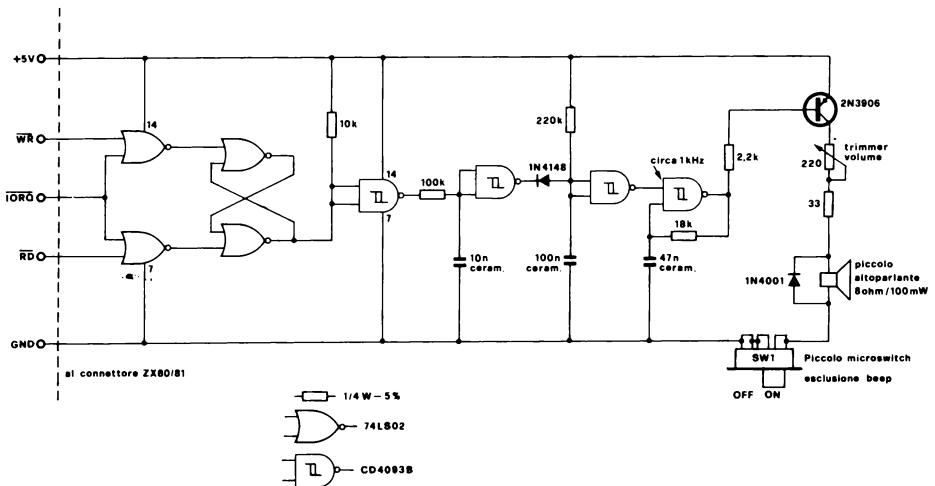 +5V
WR
IORQ
RD
GND
14
7
10k
14
7
100k
10n
ceram.
1N4148
220k
100n
ceram.
circa 1kHz
18k
47n
ceram.
2,2k
2N3906
220
trimmer
volume
33
1N4001
piccolo
altoparlante
8ohm/100mW
SW1
OFF ON
Piccolo microswitch
esclusione beep
al connettore ZX80/81
1/4 W - 5%
74LS02
CD4093B